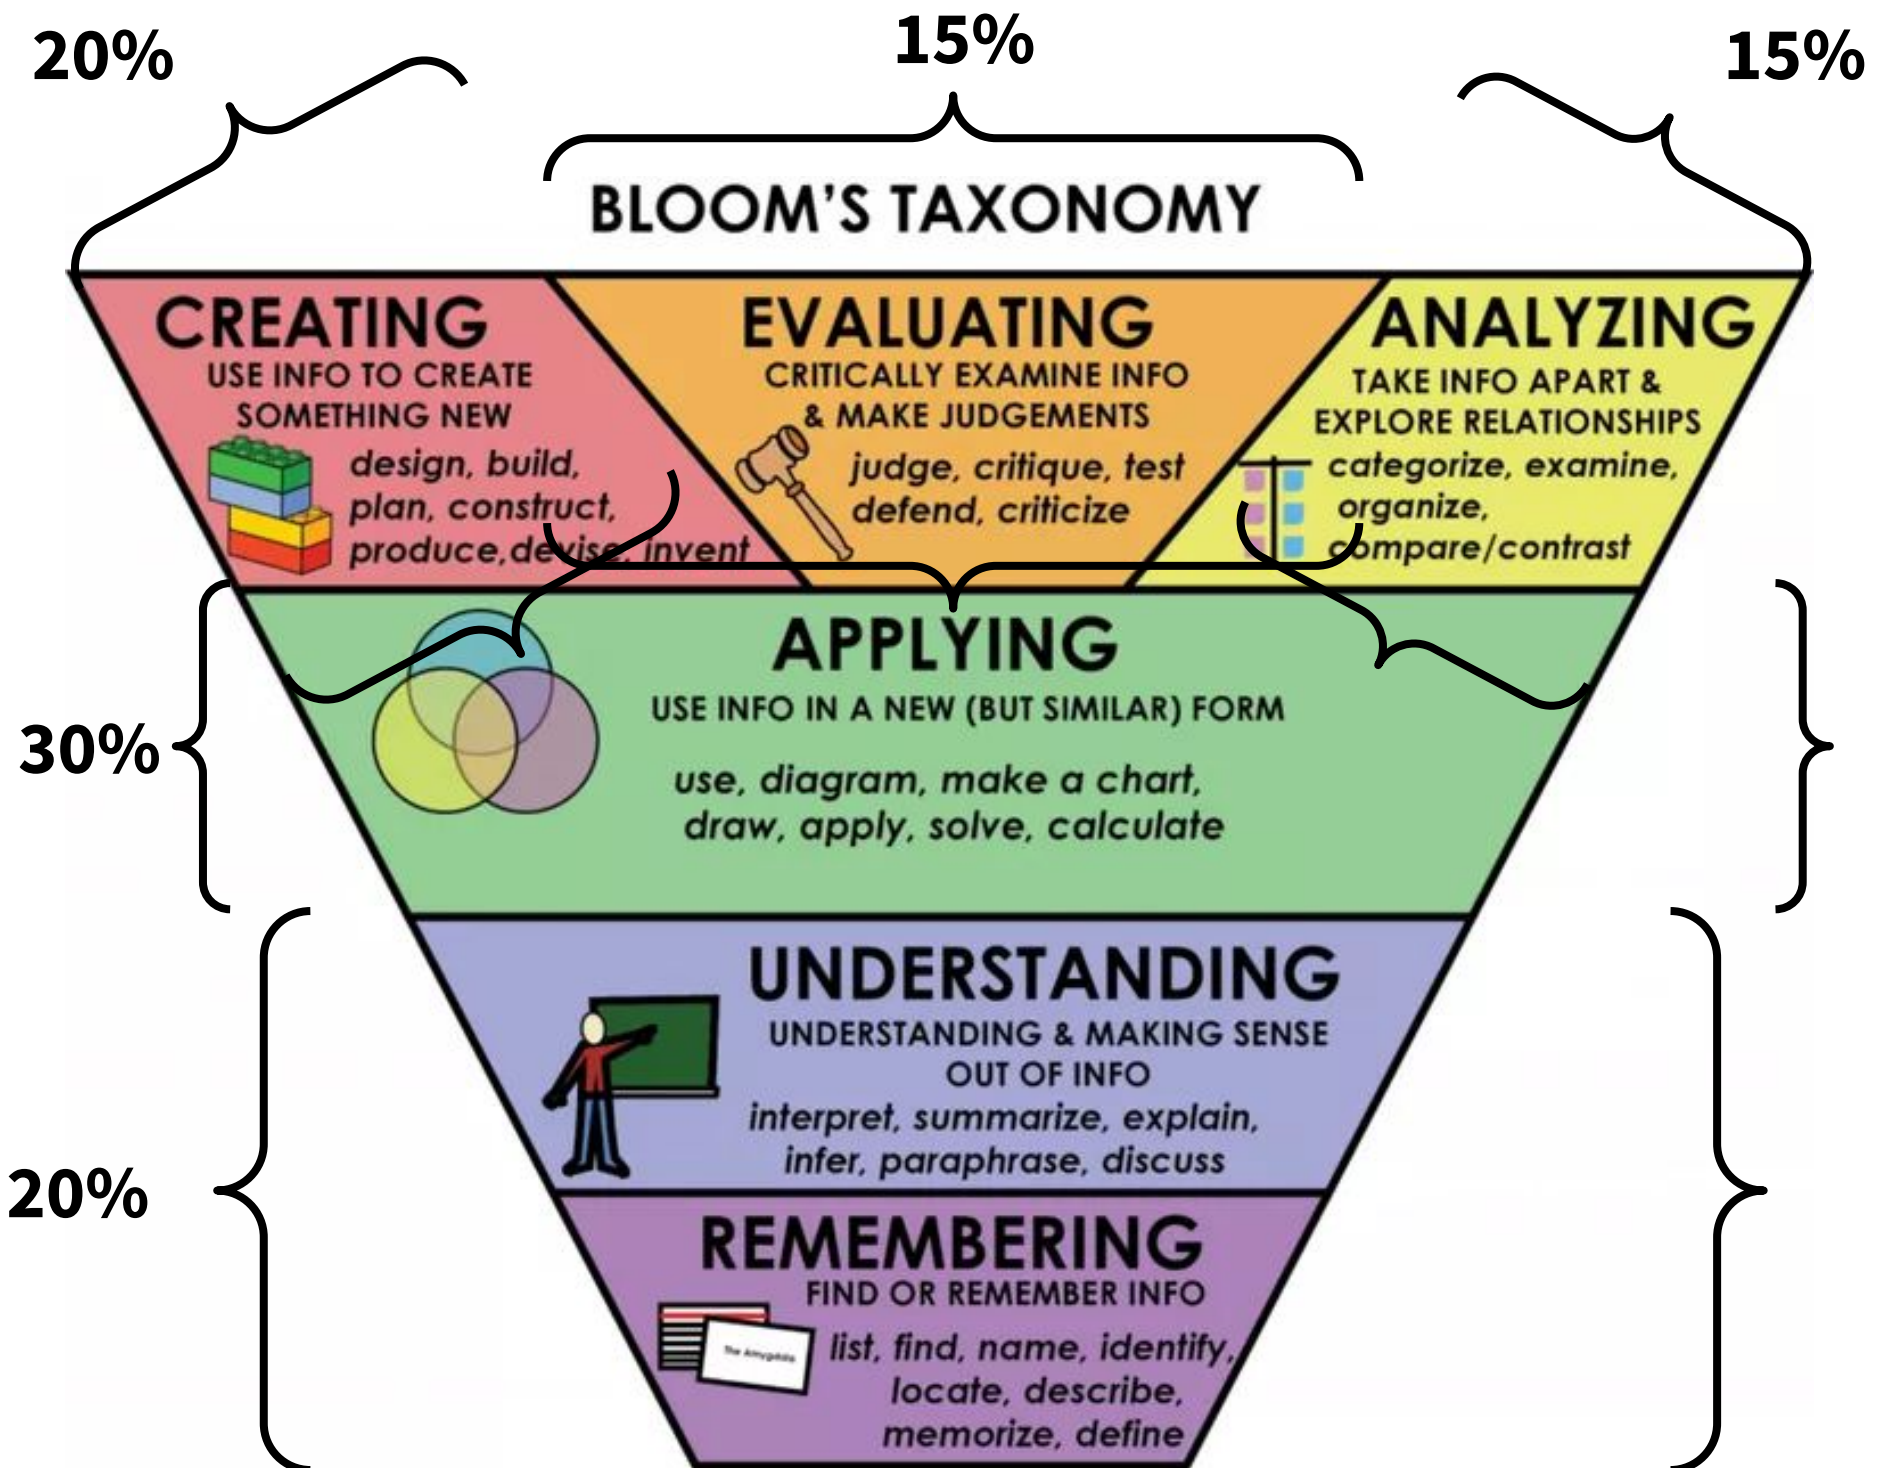 20%
15%
15%
BLOOM'S TAXONOMY
CREATING
USE INFO TO CREATE
SOMETHING NEW
design, build,
plan, construct,
produce, devise, invent
EVALUATING
CRITICALLY EXAMINE INFO
& MAKE JUDGEMENTS
judge, critique, test
defend, criticize
ANALYZING
TAKE INFO APART &
EXPLORE RELATIONSHIPS
categorize, examine,
organize,
compare/contrast
30%
APPLYING
USE INFO IN A NEW (BUT SIMILAR) FORM
use, diagram, make a chart,
draw, apply, solve, calculate
20%
UNDERSTANDING
UNDERSTANDING & MAKING SENSE
OUT OF INFO
interpret, summarize, explain,
infer, paraphrase, discuss
REMEMBERING
FIND OR REMEMBER INFO
The Amygdala
list, find, name, identify,
locate, describe,
memorize, define